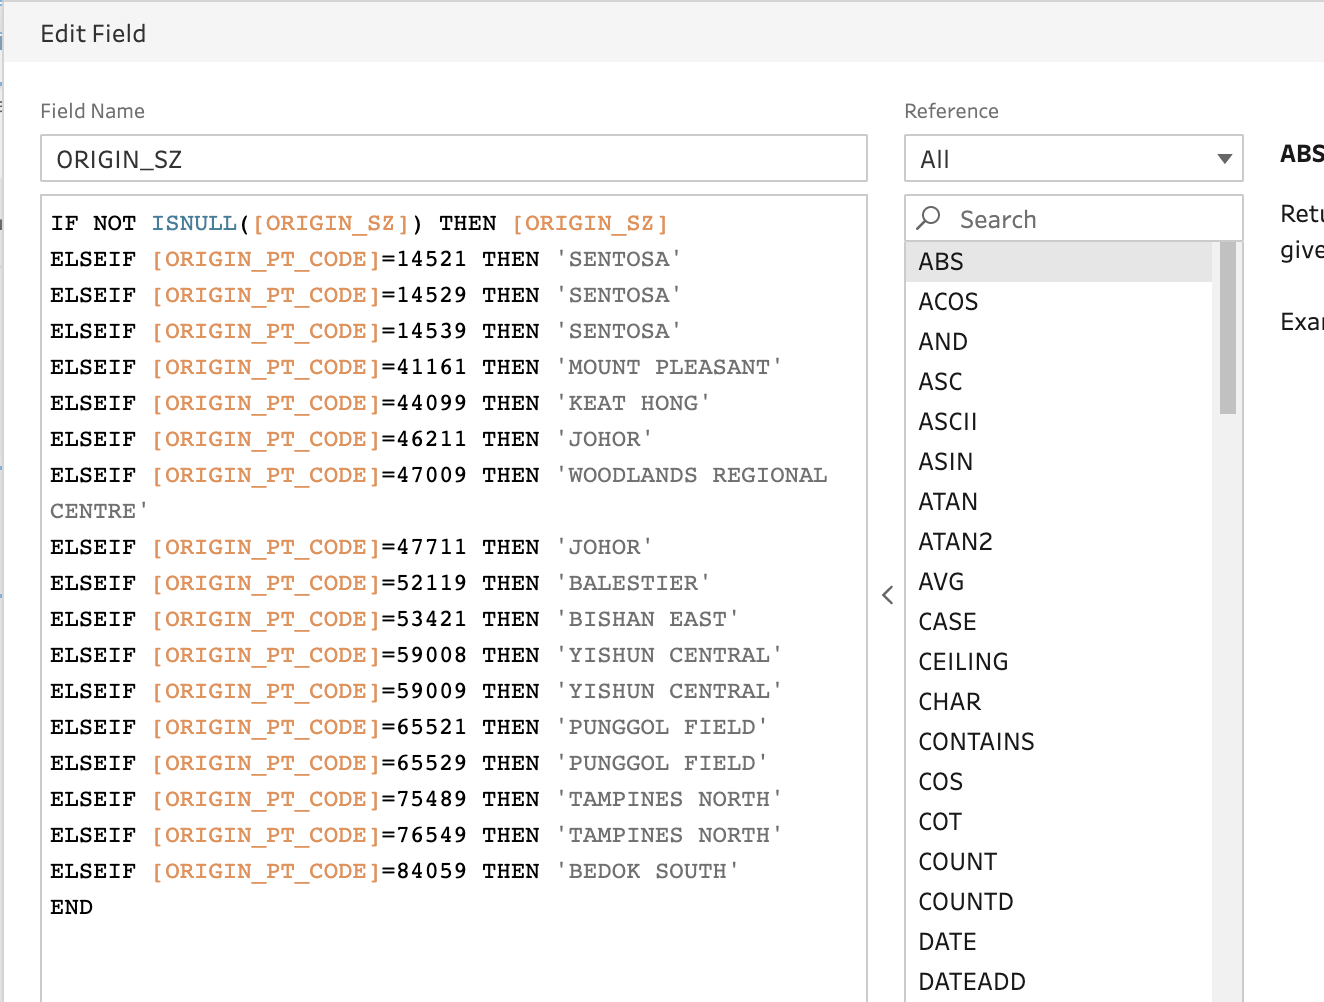 Edit Field
Field Name
ORIGIN_SZ
IF NOT ISNULL([ORIGIN_SZ]) THEN [ORIGIN_SZ]
ELSEIF [ORIGIN_PT_CODE]=14521 THEN 'SENTOSA'
ELSEIF [ORIGIN_PT_CODE]=14529 THEN 'SENTOSA'
ELSEIF [ORIGIN_PT_CODE]=14539 THEN 'SENTOSA'
ELSEIF [ORIGIN_PT_CODE]=41161 THEN 'MOUNT PLEASANT'
ELSEIF [ORIGIN_PT_CODE]=44099 THEN 'KEAT HONG'
ELSEIF [ORIGIN_PT_CODE]=46211 THEN 'JOHOR'
ELSEIF [ORIGIN_PT_CODE]=47009 THEN 'WOODLANDS REGIONAL
CENTRE'
ELSEIF [ORIGIN_PT_CODE]=47711 THEN 'JOHOR'
ELSEIF [ORIGIN_PT_CODE]=52119 THEN 'BALESTIER'
ELSEIF [ORIGIN_PT_CODE]=53421 THEN 'BISHAN EAST'
ELSEIF [ORIGIN_PT_CODE]=59008 THEN 'YISHUN CENTRAL'
ELSEIF [ORIGIN_PT_CODE]=59009 THEN 'YISHUN CENTRAL'
ELSEIF [ORIGIN_PT_CODE]=65521 THEN 'PUNGGOL FIELD'
ELSEIF [ORIGIN_PT_CODE]=65529 THEN 'PUNGGOL FIELD'
ELSEIF [ORIGIN_PT_CODE]=75489 THEN 'TAMPINES NORTH'
ELSEIF [ORIGIN_PT_CODE]=76549 THEN 'TAMPINES NORTH'
ELSEIF [ORIGIN_PT_CODE]=84059 THEN 'BEDOK SOUTH'
END
Reference
All
Search
ABS
ACOS
AND
ASC
ASCII
ASIN
ATAN
ATAN2
AVG
CASE
CEILING
CHAR
CONTAINS
COS
COT
COUNT
COUNTD
DATE
DATEADD
ABS